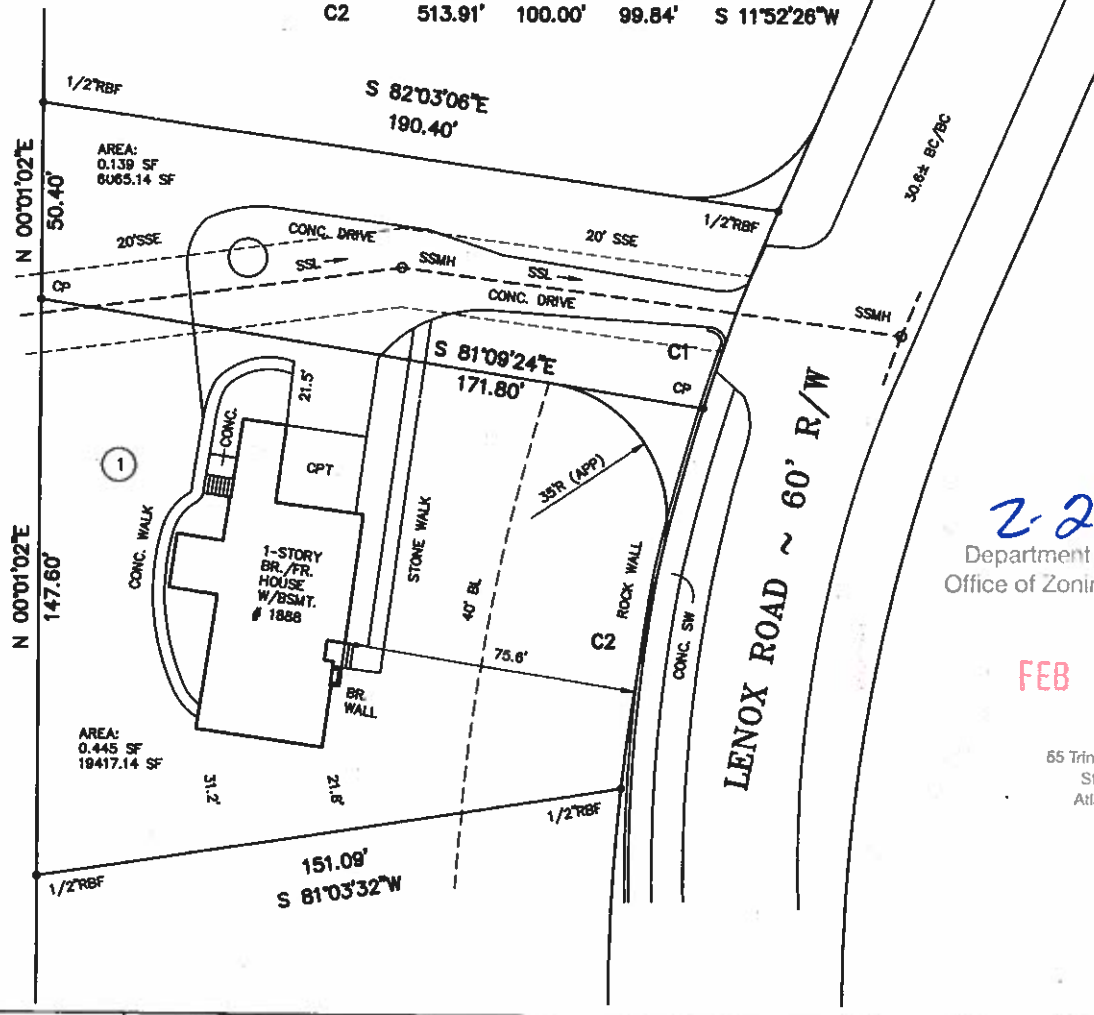 C2 513.91' 100.00' 99.84' S 11°52'26"W
1/2"RBF
S 82°03'06"E
190.40'
30.6± BC/BC
N 00°01'02"E
50.40'
AREA:
0.139 SF
6065.14 SF
1/2"RBF
20'SSE
CONC. DRIVE
20' SSE
SSL
SSMH
SSL
CP
CONC. DRIVE
SSMH
S 81°09'24"E
171.80'
C1
CP
21.5'
CONC.
1
CPT
35'R (APP)
LENOX ROAD ~ 60' R/W
CONC. WALK
STONE WALK
1-STORY
BR./FR.
HOUSE
W/BSMT.
# 1888
40' BL
ROCK WALL
N 00°01'02"E
147.60'
C2
CONC. SW
75.6'
BR.
WALL
AREA:
0.445 SF
19417.14 SF
31.2'
21.8'
1/2"RBF
151.09'
S 81°03'32"W
1/2"RBF
Z-2
Department
Office of Zonin
FEB
55 Trin
St
Atl